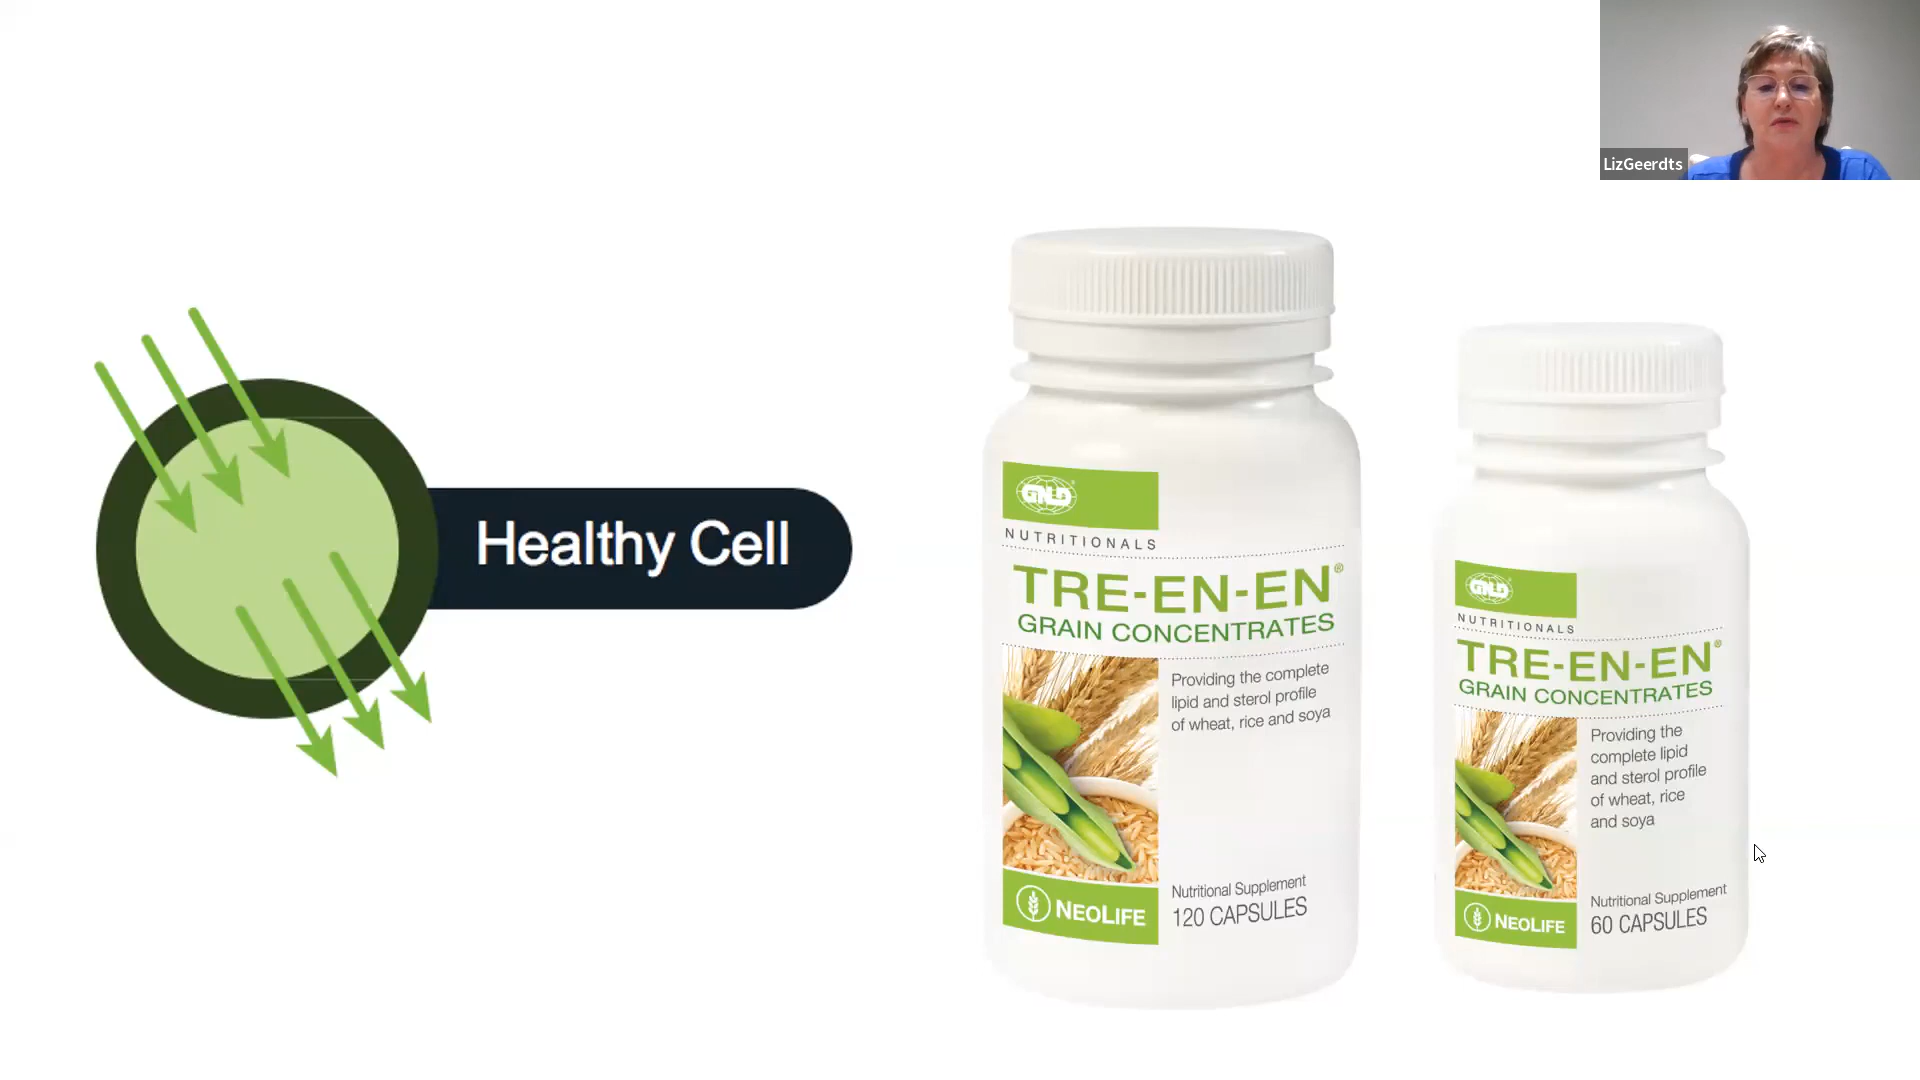 LizGeerdts
Healthy Cell
GNLD
NUTRITIONALS
TRE-EN-EN®
GRAIN CONCENTRATES
Providing the complete
lipid and sterol profile
of wheat, rice and soya
NEOLIFE
Nutritional Supplement
120 CAPSULES
GNLD
NUTRITIONALS
TRE-EN-EN®
GRAIN CONCENTRATES
Providing the
complete lipid
and sterol profile
of wheat, rice
and soya
NEOLIFE
Nutritional Supplement
60 CAPSULES